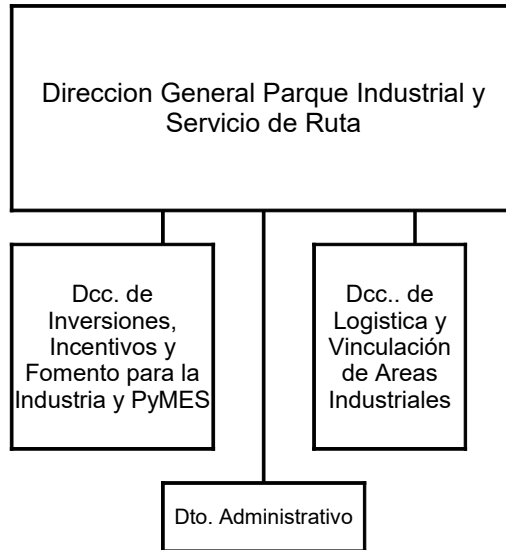 Direccion General Parque Industrial y
Servicio de Ruta
Dcc. de
Inversiones,
Incentivos y
Fomento para la
Industria y PyMES
Dcc.. de
Logistica y
Vinculación
de Areas
Industriales
Dto. Administrativo